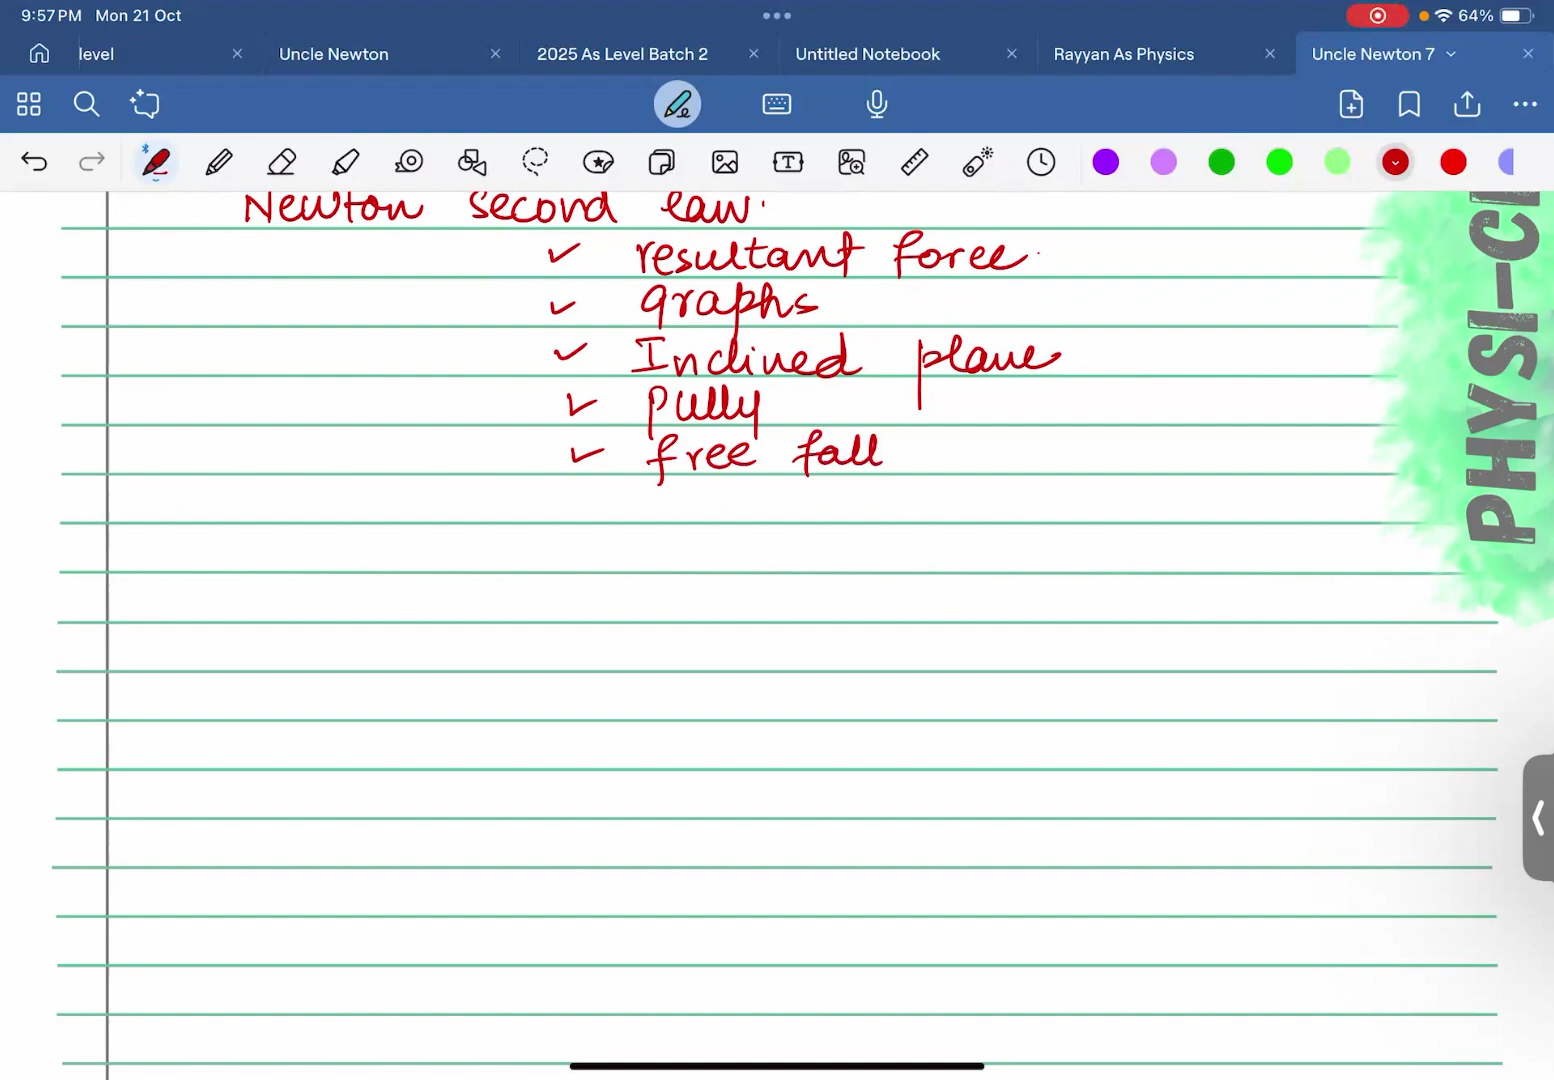 9:57 PM Mon 21 Oct
64%
level
Uncle Newton
2025 As Level Batch 2
Untitled Notebook
Rayyan As Physics
Uncle Newton 7
Newton second law.
resultant force
graphs
Inclined plane
pully
free fall